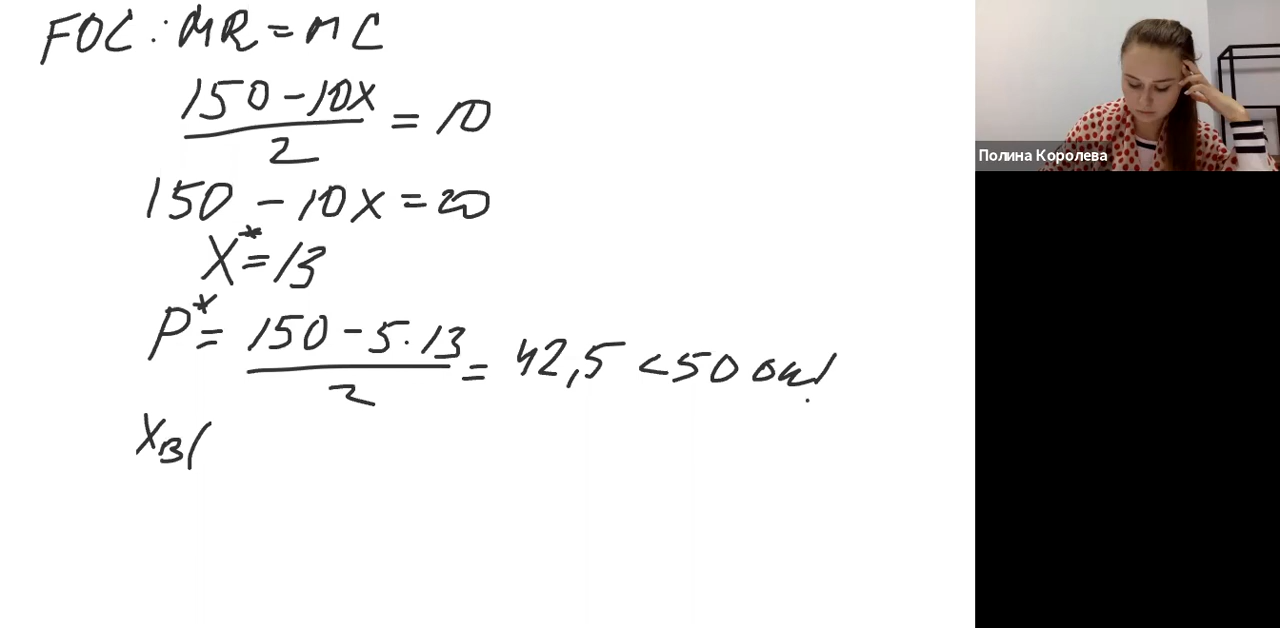 FOC: MR = MC
(150 - 10x)/2 = 10
150 - 10x = 20
x* = 13
P* = (150 - 5·13)/2 = 42,5 < 50 ок!
x_B(
Полина Королева